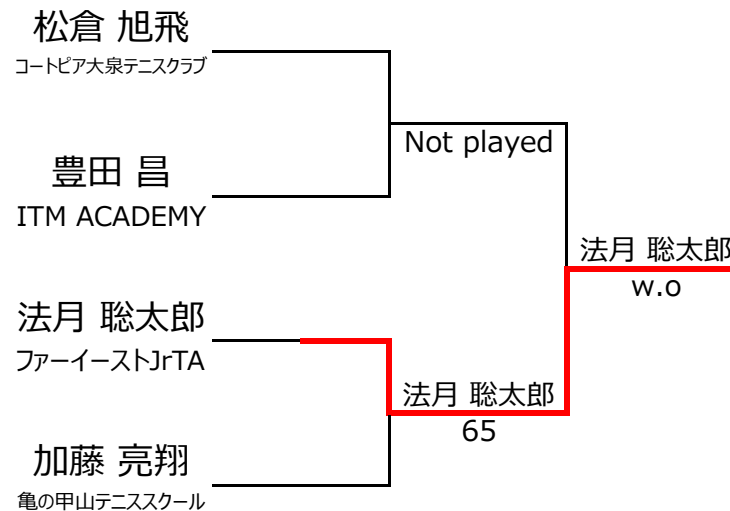 松倉 旭飛
コートピア大泉テニスクラブ
Not played
豊田 昌
ITM ACADEMY
法月 聡太郎
w.o
法月 聡太郎
ファーイーストJrTA
法月 聡太郎
65
加藤 亮翔
亀の甲山テニススクール